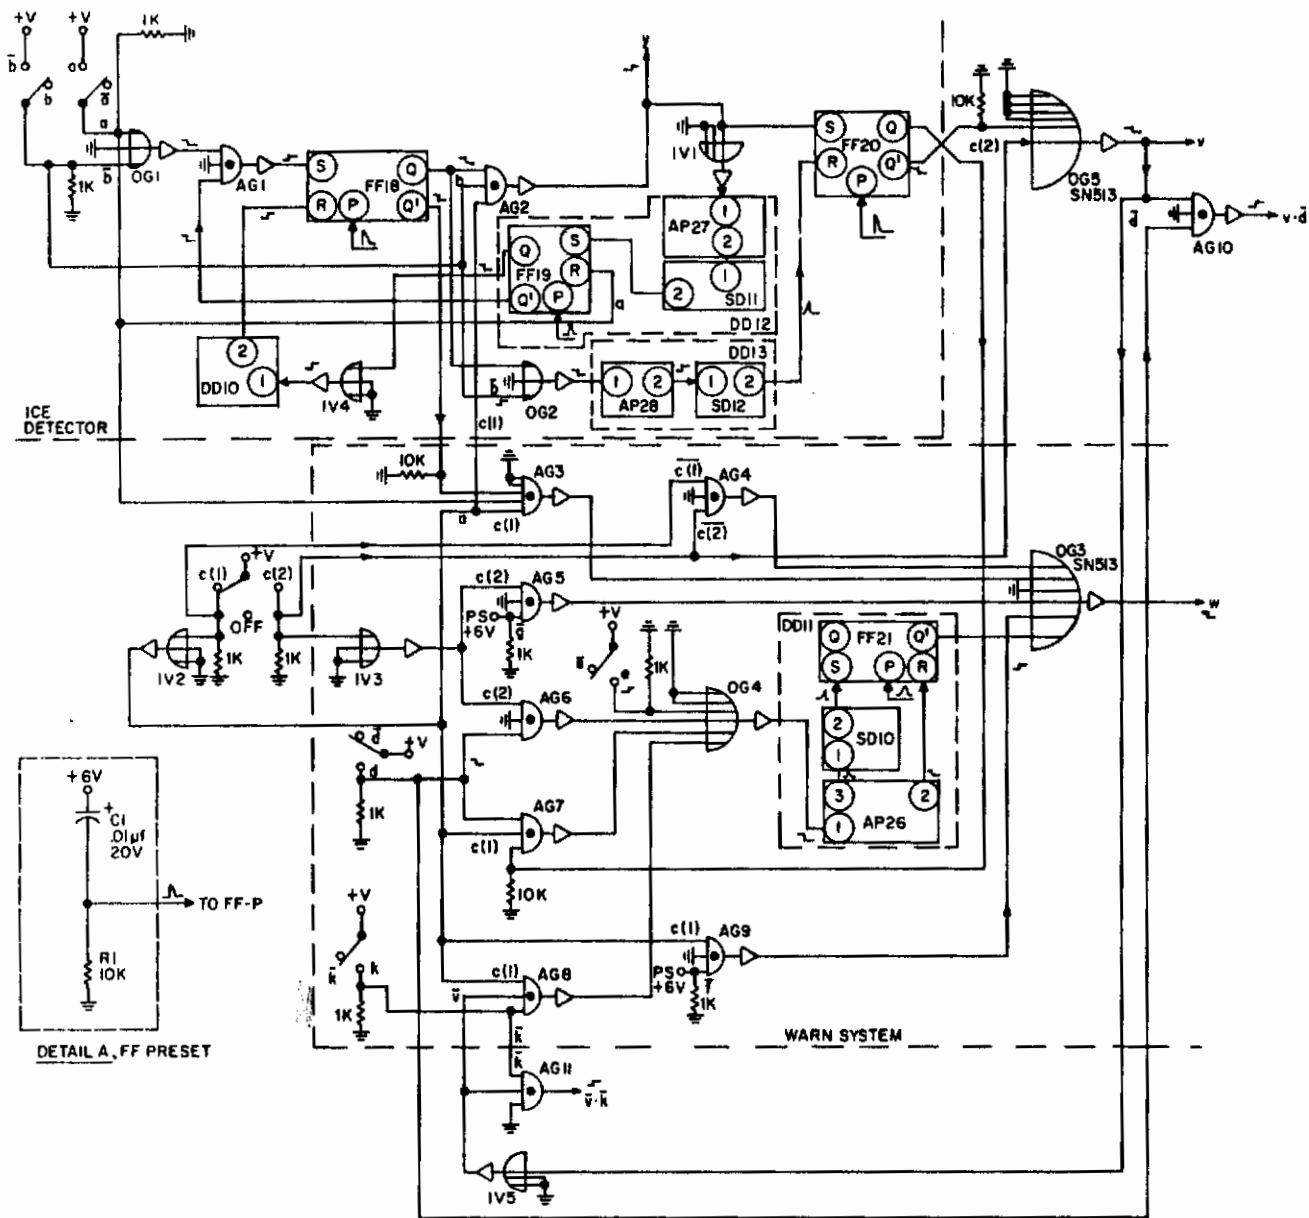 +V +V
1K
b̄ a
b ā
a
b̄
1K
OG1
AG1
S Q
FF18
R P Q'
b
AG2
y
IV1
AP27
1
2
1
2 SD11
DD12
Q S
FF19
R
Q' P
a
S Q
FF20
R Q'
P
10K
c(2)
OG5
SN513
v
d̄
AG10
v·d̄
2
DD10 1
IV4
b̄
OG2
DD13
1 2
AP28
1 2
SD12
c(1)
ICE
DETECTOR
10K
AG3
ā
c(1)
c(1)
AG4
c(2)
OG3
SN513
w
+V
c(1) c(2)
OFF
1K 1K
IV2 IV3
c(2) AG5
PS
+6V
1K
+V
e
1K
OG4
c(2) AG6
DD11
Q FF21 Q'
S P R
2
SD10
1
3 2
1 AP26
d̄ +V
d
1K
AG7
c(1)
10K
+6V
+
C1
.01μf
20V
TO FF-P
R1
10K
DETAIL A, FF PRESET
+V
k̄ k
1K
c(1) AG8
v̄
k̄
k̄
AG11
v̄·k̄
c(1) AG9
PS
+6V
1K
WARN SYSTEM
IV5